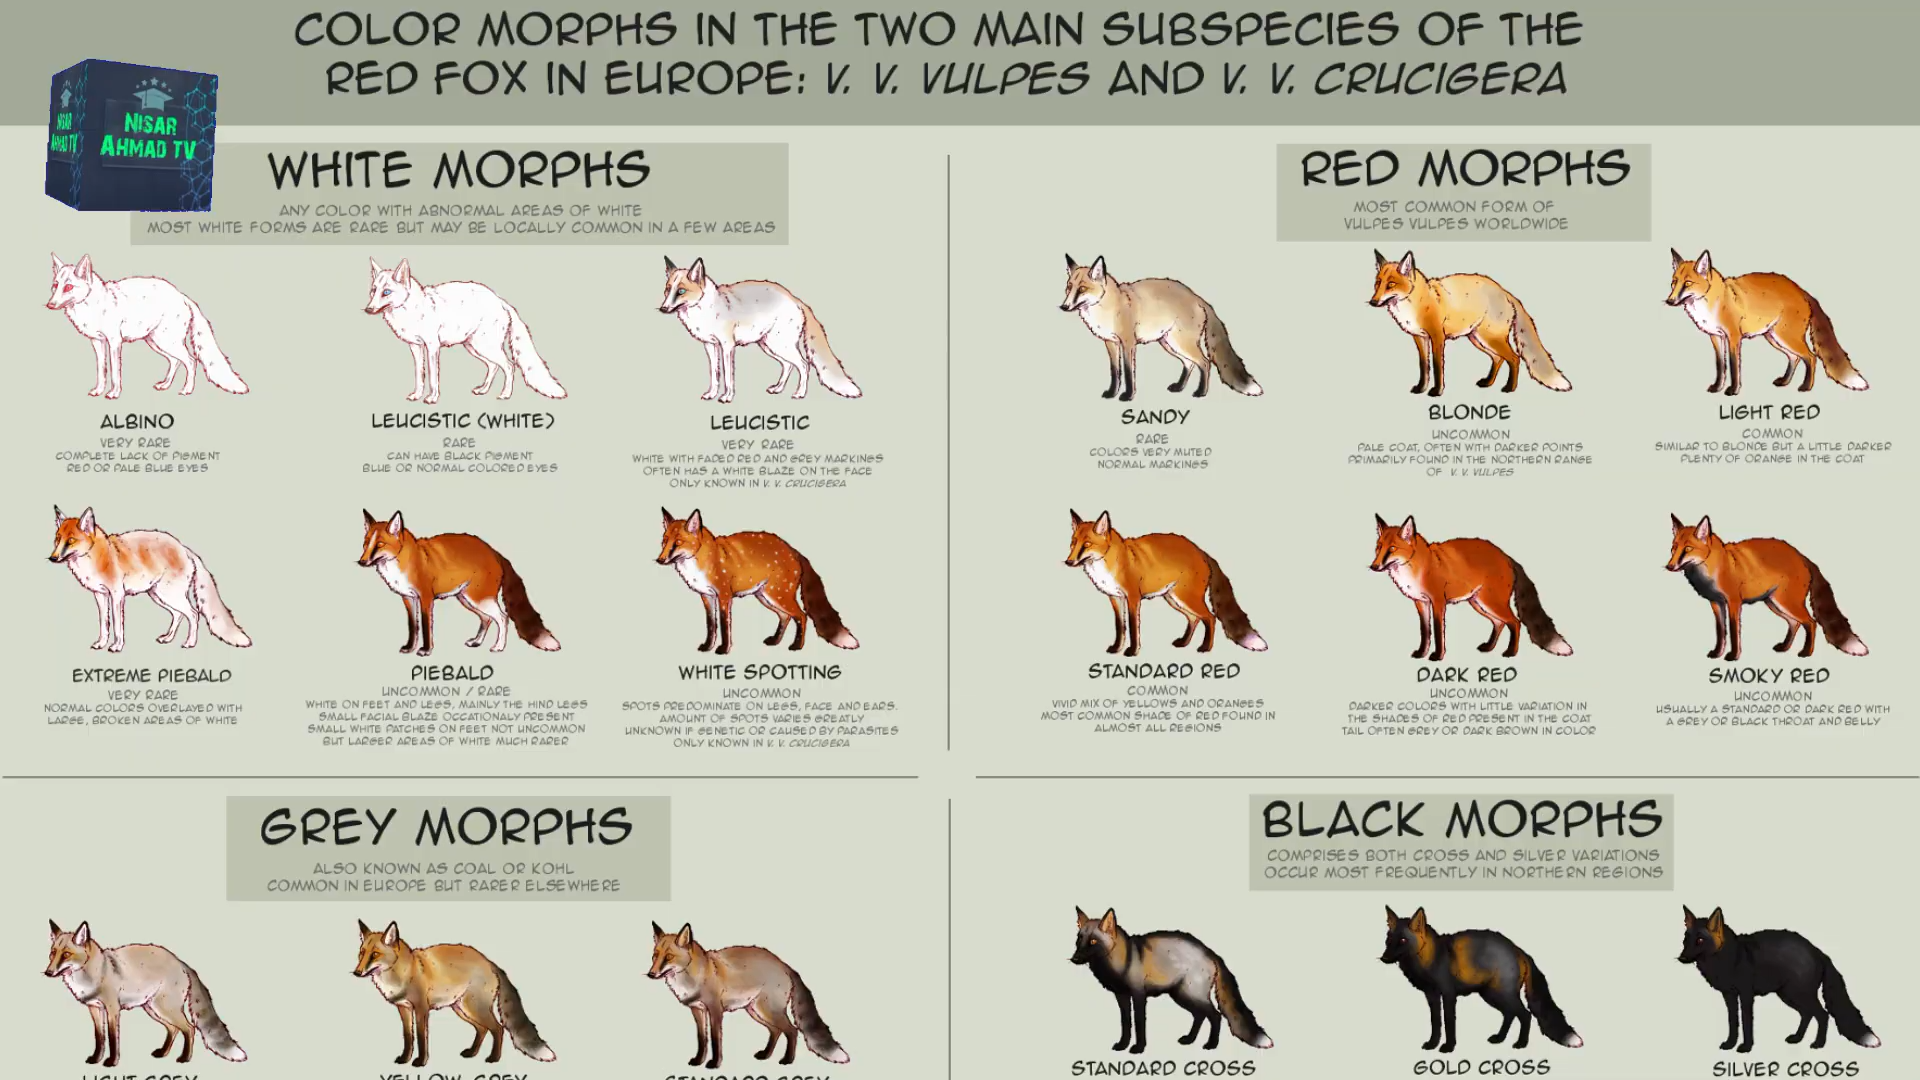 COLOR MORPHS IN THE TWO MAIN SUBSPECIES OF THE
RED FOX IN EUROPE: V. V. VULPES AND V. V. CRUCIGERA
NISAR
AHMAD TV
NISAR
AHMAD TV
WHITE MORPHS
ANY COLOR WITH ABNORMAL AREAS OF WHITE
MOST WHITE FORMS ARE RARE BUT MAY BE LOCALLY COMMON IN A FEW AREAS
ALBINO
VERY RARE
COMPLETE LACK OF PIGMENT
RED OR PALE BLUE EYES
LEUCISTIC (WHITE)
RARE
CAN HAVE BLACK PIGMENT
BLUE OR NORMAL COLORED EYES
LEUCISTIC
VERY RARE
WHITE WITH FADED RED AND GREY MARKINGS
OFTEN HAS A WHITE BLAZE ON THE FACE
ONLY KNOWN IN V. V. CRUCIGERA
EXTREME PIEBALD
VERY RARE
NORMAL COLORS OVERLAYED WITH
LARGE, BROKEN AREAS OF WHITE
PIEBALD
UNCOMMON / RARE
WHITE ON FEET AND LEGS, MAINLY THE HIND LEGS
SMALL FACIAL BLAZE OCCATIONALY PRESENT
SMALL WHITE PATCHES ON FEET NOT UNCOMMON
BUT LARGER AREAS OF WHITE MUCH RARER
WHITE SPOTTING
UNCOMMON
SPOTS PREDOMINATE ON LEGS, FACE AND EARS.
AMOUNT OF SPOTS VARIES GREATLY
UNKNOWN IF GENETIC OR CAUSED BY PARASITES
ONLY KNOWN IN V. V. CRUCIGERA
RED MORPHS
MOST COMMON FORM OF
VULPES VULPES WORLDWIDE
SANDY
RARE
COLORS VERY MUTED
NORMAL MARKINGS
BLONDE
UNCOMMON
PALE COAT, OFTEN WITH DARKER POINTS
PRIMARILY FOUND IN THE NORTHERN RANGE
OF V. V. VULPES
LIGHT RED
COMMON
SIMILAR TO BLONDE BUT A LITTLE DARKER
PLENTY OF ORANGE IN THE COAT
STANDARD RED
COMMON
VIVID MIX OF YELLOWS AND ORANGES
MOST COMMON SHADE OF RED FOUND IN
ALMOST ALL REGIONS
DARK RED
UNCOMMON
DARKER COLORS WITH LITTLE VARIATION IN
THE SHADES OF RED PRESENT IN THE COAT
TAIL OFTEN GREY OR DARK BROWN IN COLOR
SMOKY RED
UNCOMMON
USUALLY A STANDARD OR DARK RED WITH
A GREY OR BLACK THROAT AND BELLY
GREY MORPHS
ALSO KNOWN AS COAL OR KOHL
COMMON IN EUROPE BUT RARER ELSEWHERE
LIGHT GREY
YELLOW GREY
STANDARD GREY
BLACK MORPHS
COMPRISES BOTH CROSS AND SILVER VARIATIONS
OCCUR MOST FREQUENTLY IN NORTHERN REGIONS
STANDARD CROSS
GOLD CROSS
SILVER CROSS